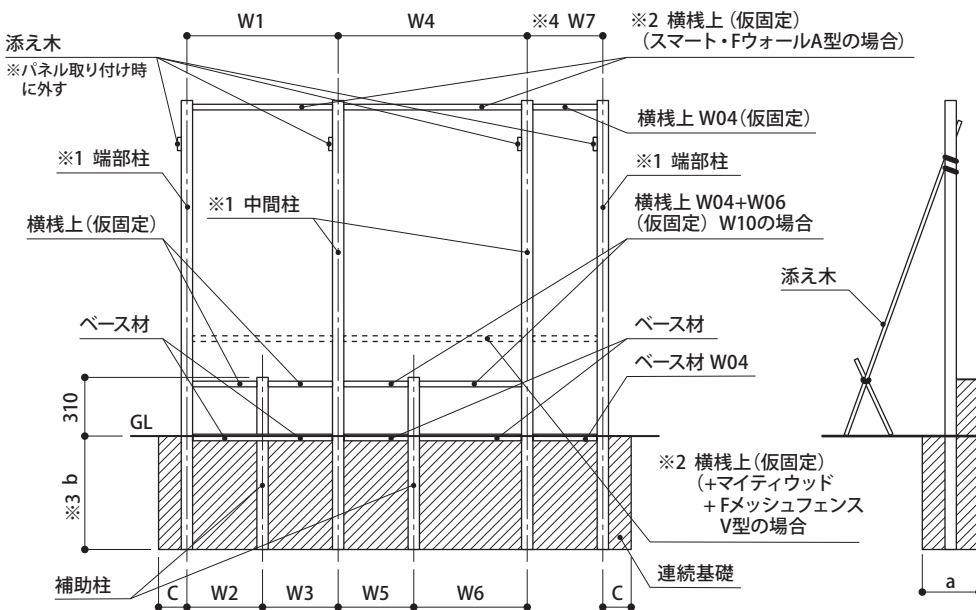 W1
W4
※4 W7
※2 横桟上 (仮固定)
(スマート・FウォールA型の場合)
添え木
※パネル取り付け時
に外す
横桟上 W04(仮固定)
※1 端部柱
※1 端部柱
※1 中間柱
横桟上 W04+W06
(仮固定) W10の場合
横桟上(仮固定)
添え木
ベース材
ベース材
ベース材 W04
310
GL
※3 b
※2 横桟上(仮固定)
(+マイティウッド
+Fメッシュフェンス
V型の場合
補助柱
連続基礎
C
W2
W3
W5
W6
C
a